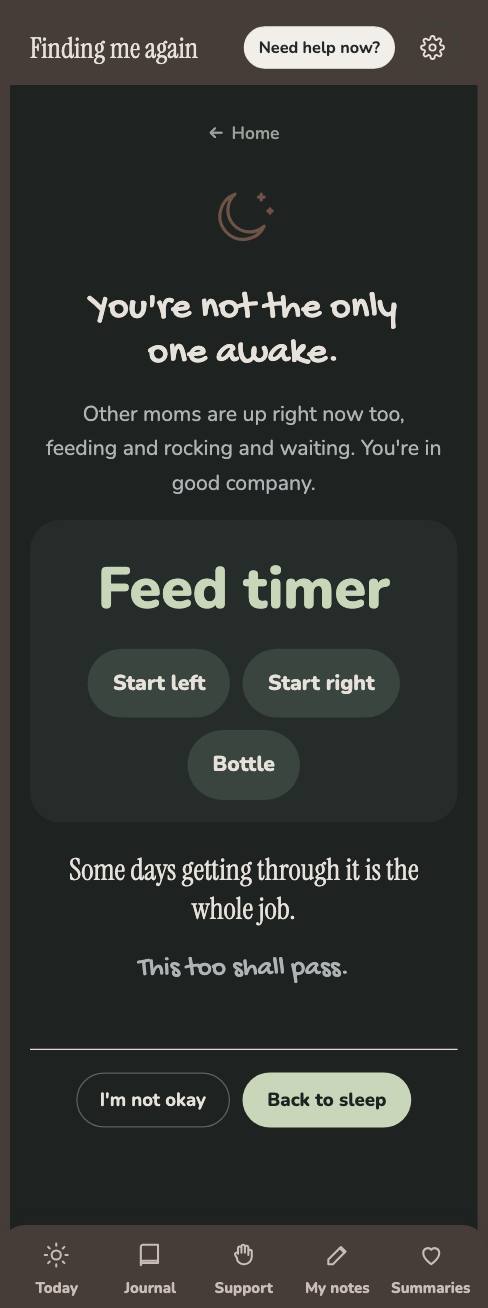 Finding me again
Need help now?
← Home
You're not the only
one awake.
Other moms are up right now too,
feeding and rocking and waiting. You're in
good company.
Feed timer
Start left
Start right
Bottle
Some days getting through it is the
whole job.
This too shall pass.
I'm not okay
Back to sleep
Today
Journal
Support
My notes
Summaries